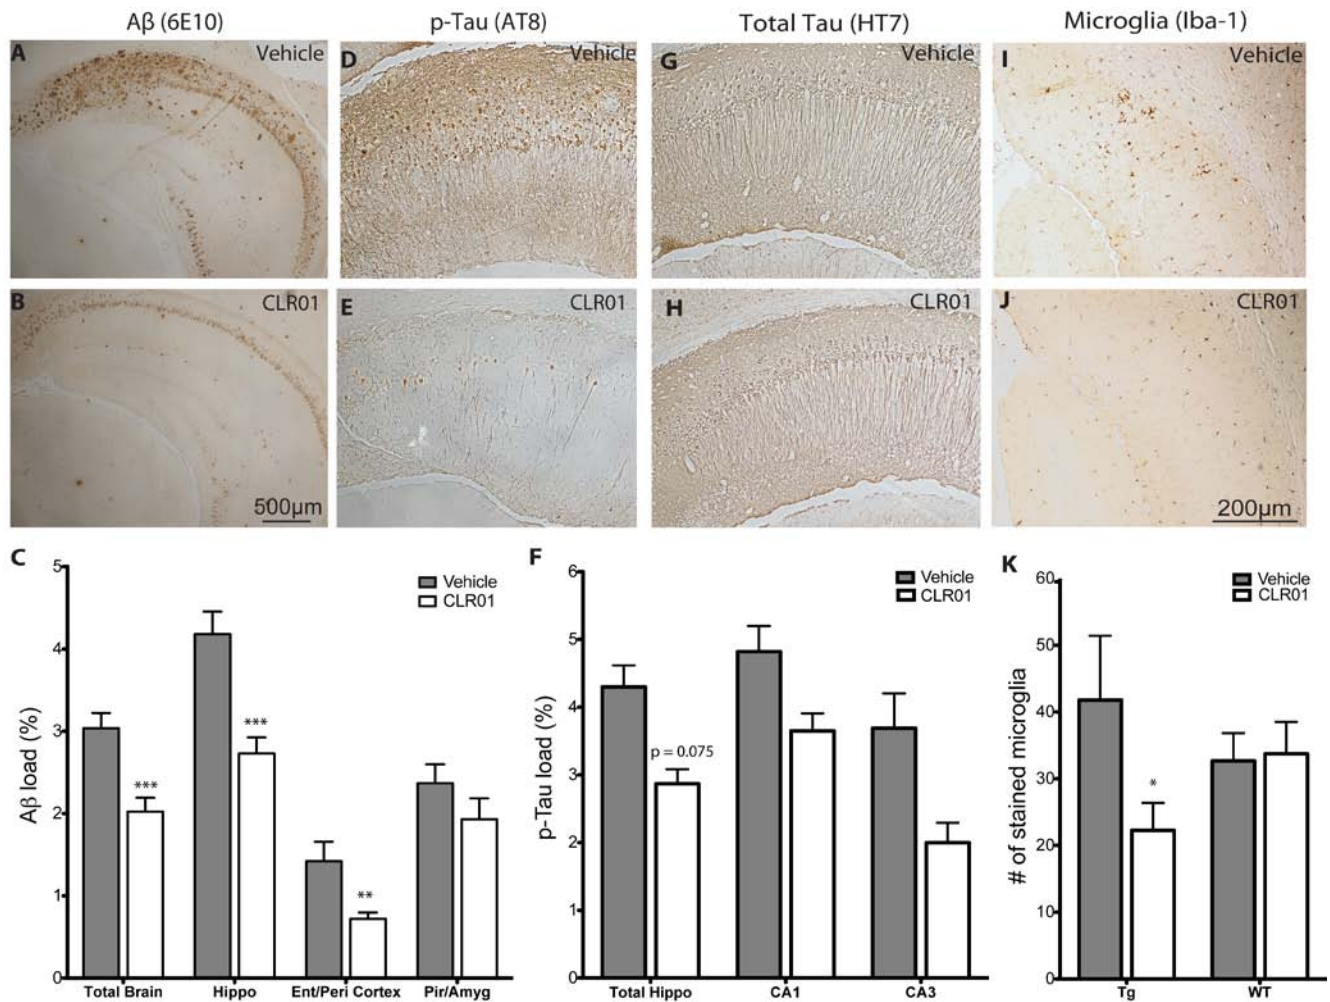 Aβ (6E10)
p-Tau (AT8)
Total Tau (HT7)
Microglia (Iba-1)
A
Vehicle
D
Vehicle
G
Vehicle
I
Vehicle
B
CLR01
E
CLR01
H
CLR01
J
CLR01
500μm
200μm
C
Aβ load (%)
5
4
3
2
1
0
Vehicle
CLR01
***
***
**
Total Brain
Hippo
Ent/Peri Cortex
Pir/Amyg
F
p-Tau load (%)
6
5
4
3
2
1
0
Vehicle
CLR01
p = 0.075
Total Hippo
CA1
CA3
K
# of stained microglia
60
50
40
30
20
10
0
Vehicle
CLR01
*
Tg
WT